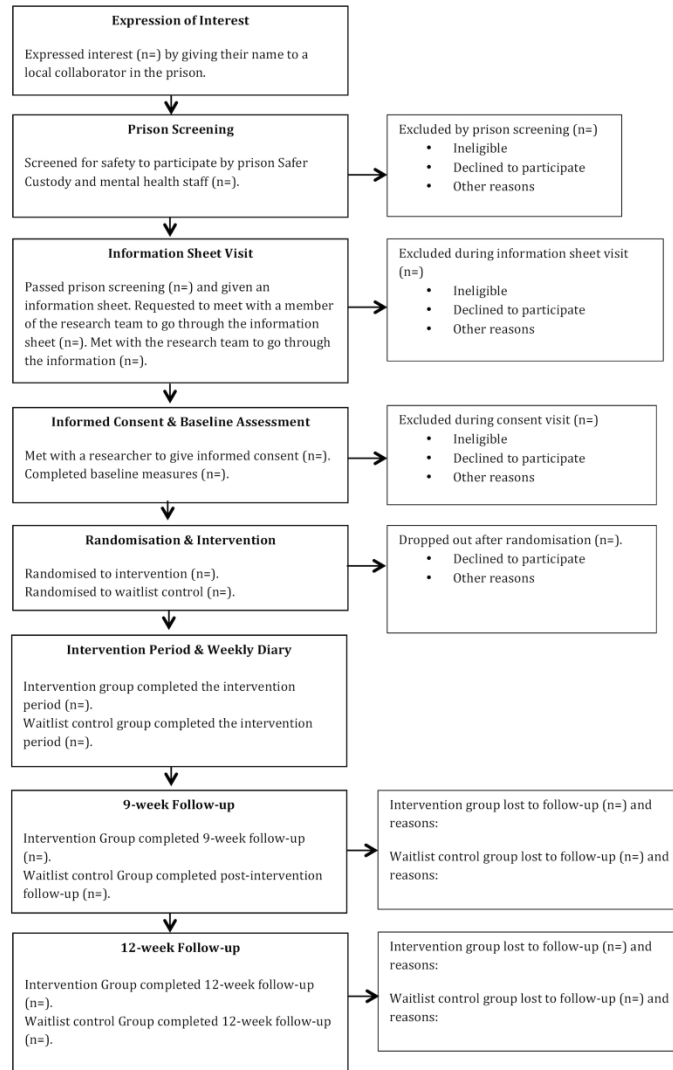 Expression of Interest
Expressed interest (n=) by giving their name to a
local collaborator in the prison.
Prison Screening
Screened for safety to participate by prison Safer
Custody and mental health staff (n=).
Excluded by prison screening (n=)
• Ineligible
• Declined to participate
• Other reasons
Information Sheet Visit
Passed prison screening (n=) and given an
information sheet. Requested to meet with a member
of the research team to go through the information
sheet (n=). Met with the research team to go through
the information (n=).
Excluded during information sheet visit
(n=)
• Ineligible
• Declined to participate
• Other reasons
Informed Consent & Baseline Assessment
Met with a researcher to give informed consent (n=).
Completed baseline measures (n=).
Excluded during consent visit (n=)
• Ineligible
• Declined to participate
• Other reasons
Randomisation & Intervention
Randomised to intervention (n=).
Randomised to waitlist control (n=).
Dropped out after randomisation (n=).
• Declined to participate
• Other reasons
Intervention Period & Weekly Diary
Intervention group completed the intervention
period (n=).
Waitlist control group completed the intervention
period (n=).
9-week Follow-up
Intervention Group completed 9-week follow-up
(n=).
Waitlist control Group completed post-intervention
follow-up (n=).
Intervention group lost to follow-up (n=) and
reasons:
Waitlist control group lost to follow-up (n=) and
reasons:
12-week Follow-up
Intervention Group completed 12-week follow-up
(n=).
Waitlist control Group completed 12-week follow-up
(n=).
Intervention group lost to follow-up (n=) and
reasons:
Waitlist control group lost to follow-up (n=) and
reasons: